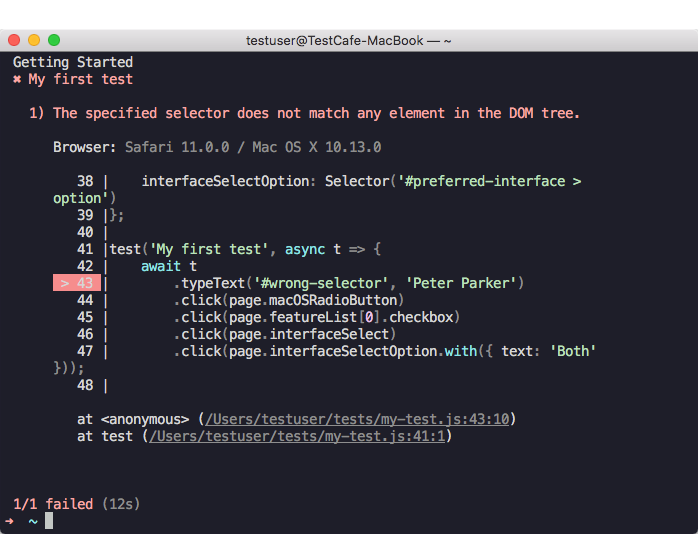 testuser@TestCafe-MacBook — ~
Getting Started
✖ My first test
1) The specified selector does not match any element in the DOM tree.
Browser: Safari 11.0.0 / Mac OS X 10.13.0
38 |    interfaceSelectOption: Selector('#preferred-interface >
option')
39 |};
40 |
41 |test('My first test', async t => {
42 |    await t
> 43 |        .typeText('#wrong-selector', 'Peter Parker')
44 |        .click(page.macOSRadioButton)
45 |        .click(page.featureList[0].checkbox)
46 |        .click(page.interfaceSelect)
47 |        .click(page.interfaceSelectOption.with({ text: 'Both'
}));
48 |
at <anonymous> (/Users/testuser/tests/my-test.js:43:10)
at test (/Users/testuser/tests/my-test.js:41:1)
1/1 failed (12s)
➜ ~